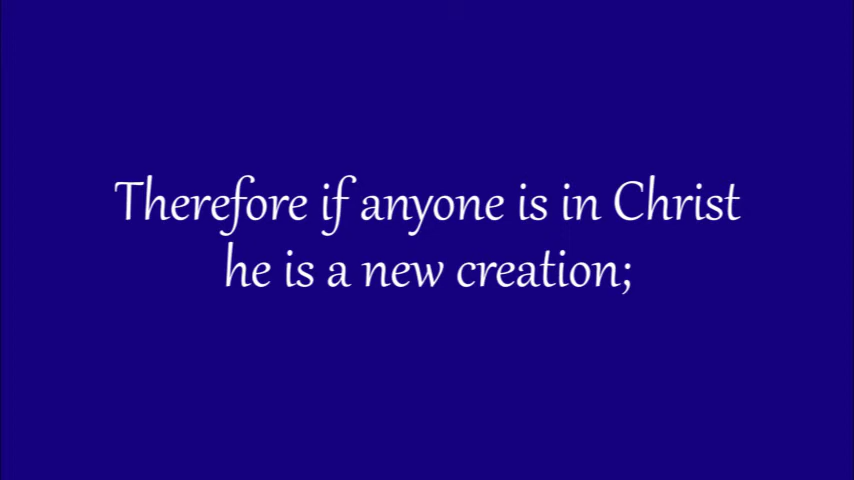 Therefore if anyone is in Christ
he is a new creation;